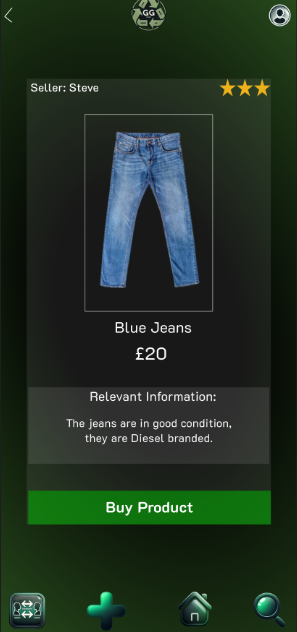 GG
Seller: Steve
Blue Jeans
£20
Relevant Information:
The jeans are in good condition,
they are Diesel branded.
Buy Product